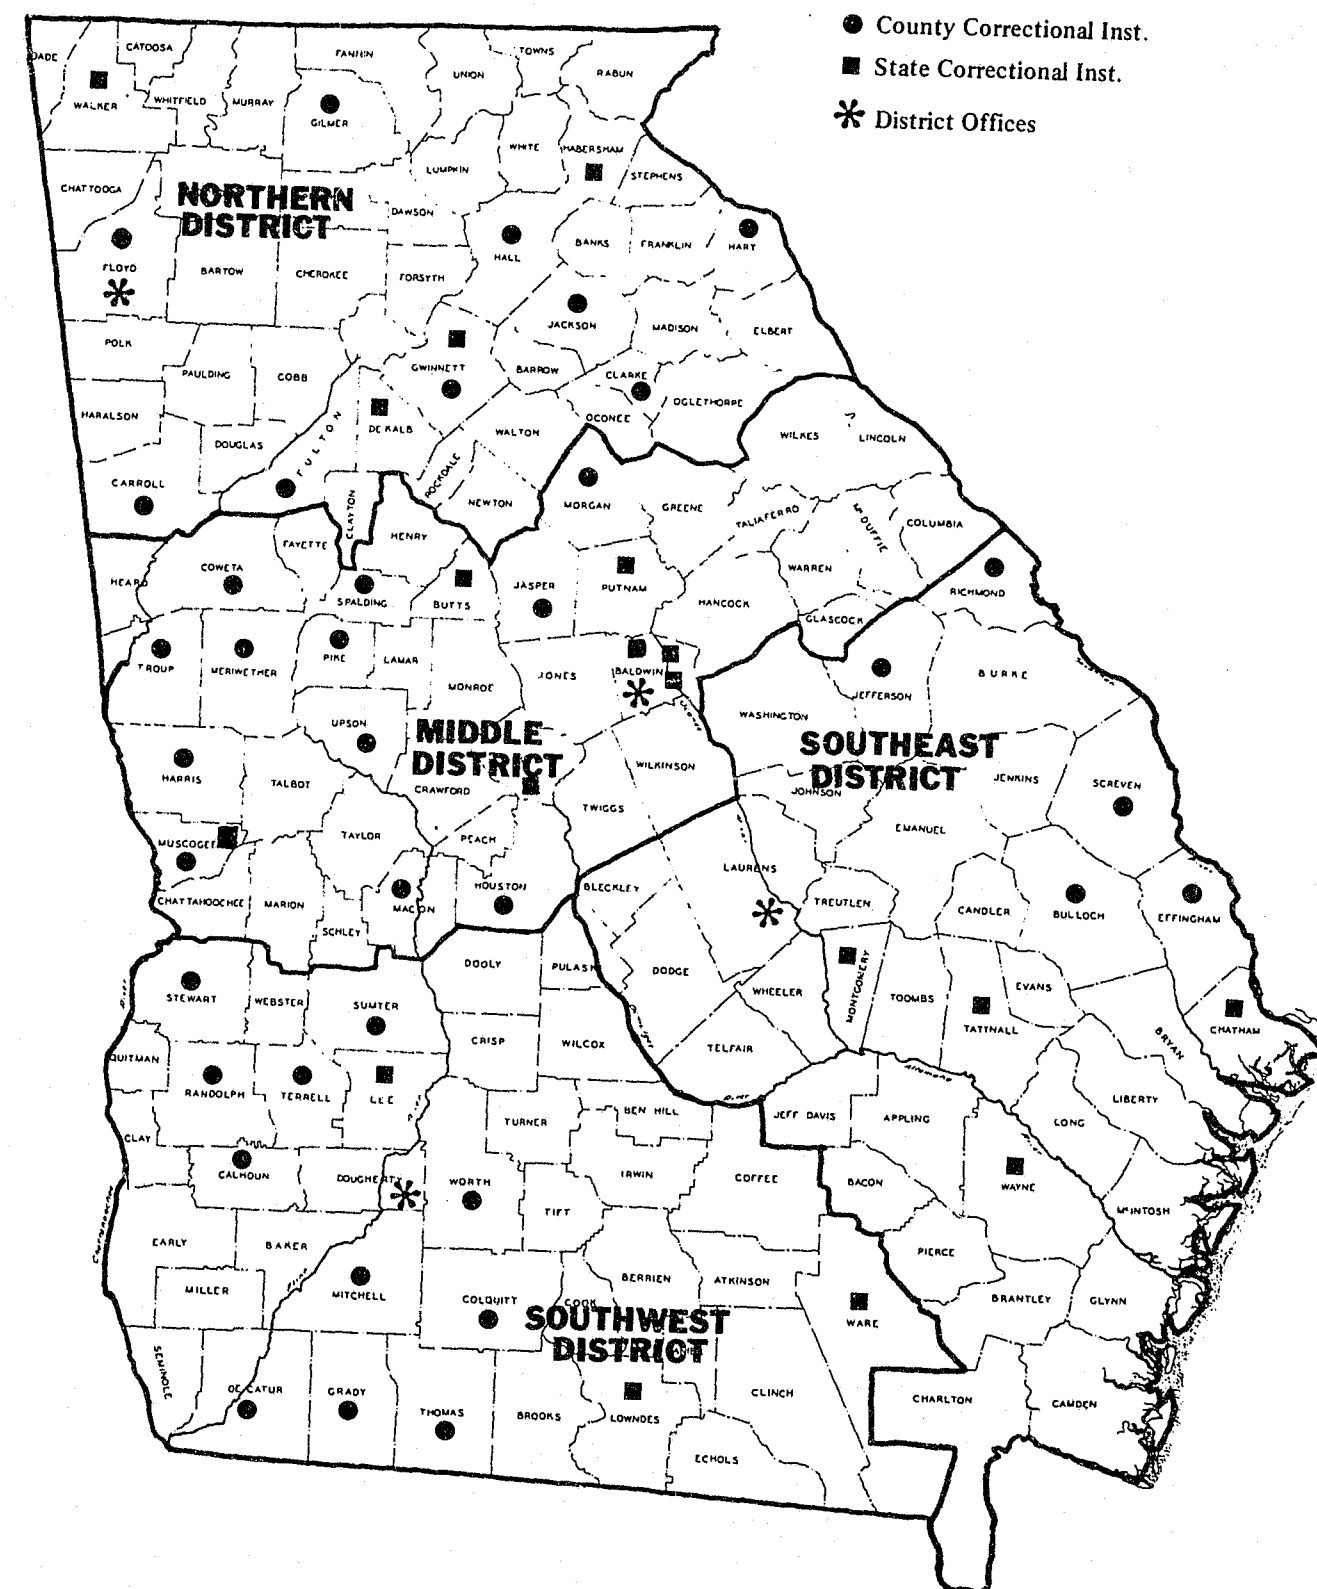 County Correctional Inst.
State Correctional Inst.
District Offices
DADE
CATOOSA
FANNIN
TOWNS
UNION
RABUN
WALKER
WHITFIELD
MURRAY
GILMER
WHITE
HABERSHAM
LUMPKIN
STEPHENS
CHATTOOGA
NORTHERN
DISTRICT
DAWSON
HALL
BANKS
FRANKLIN
HART
FLOYD
BARTOW
CHEROKEE
FORSYTH
JACKSON
MADISON
ELBERT
POLK
PAULDING
COBB
GWINNETT
BARROW
CLARKE
OGLETHORPE
HARALSON
DOUGLAS
FULTON
DE KALB
WALTON
OCONEE
WILKES
LINCOLN
CARROLL
CLAYTON
ROCKDALE
NEWTON
MORGAN
GREENE
TALIAFERRO
McDUFFIE
COLUMBIA
HEARD
COWETA
FAYETTE
HENRY
SPALDING
BUTTS
JASPER
PUTNAM
HANCOCK
WARREN
GLASCOCK
RICHMOND
TROUP
MERIWETHER
PIKE
LAMAR
MONROE
JONES
BALDWIN
WASHINGTON
JEFFERSON
BURKE
UPSON
MIDDLE
DISTRICT
SOUTHEAST
DISTRICT
HARRIS
TALBOT
CRAWFORD
TWIGGS
WILKINSON
JOHNSON
JENKINS
SCREVEN
MUSCOGEE
TAYLOR
PEACH
EMANUEL
CHATTAHOOCHEE
MARION
SCHLEY
MACON
HOUSTON
BLECKLEY
LAURENS
TREUTLEN
CANDLER
BULLOCH
EFFINGHAM
STEWART
WEBSTER
SUMTER
DOOLY
PULASKI
DODGE
WHEELER
MONTGOMERY
TOOMBS
TATTNALL
EVANS
BRYAN
CHATHAM
QUITMAN
RANDOLPH
TERRELL
LEE
CRISP
WILCOX
TELFAIR
CLAY
CALHOUN
DOUGHERTY
WORTH
TURNER
BEN HILL
IRWIN
TIFT
COFFEE
JEFF DAVIS
APPLING
Altamaha
LONG
LIBERTY
BACON
WAYNE
McINTOSH
Chattahoochee
EARLY
BAKER
MILLER
MITCHELL
COLQUITT
COOK
BERRIEN
ATKINSON
WARE
PIERCE
BRANTLEY
GLYNN
SOUTHWEST
DISTRICT
SEMINOLE
DECATUR
GRADY
THOMAS
BROOKS
LOWNDES
CLINCH
ECHOLS
CHARLTON
CAMDEN